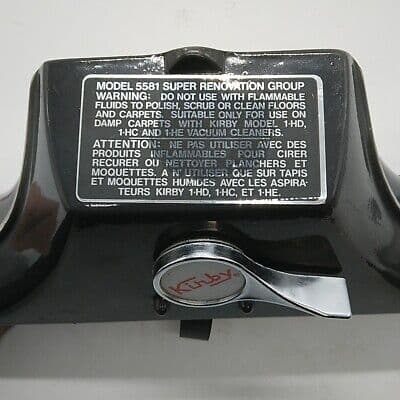 MODEL 5581 SUPER RENOVATION GROUP
WARNING: DO NOT USE WITH FLAMMABLE
FLUIDS TO POLISH, SCRUB OR CLEAN FLOORS
AND CARPETS. SUITABLE ONLY FOR USE ON
DAMP CARPETS WITH KIRBY MODEL 1-HD,
1-HC AND 1-HE VACUUM CLEANERS.
ATTENTION: NE PAS UTILISER AVEC DES
PRODUITS INFLAMMABLES POUR CIRER
RECURER OU NETTOYER PLANCHERS ET
MOQUETTES. A N'UTILISER QUE SUR TAPIS
ET MOQUETTES HUMIDES AVEC LES ASPIRA-
TEURS KIRBY 1-HD, 1-HC, ET 1-HE.
Kirby